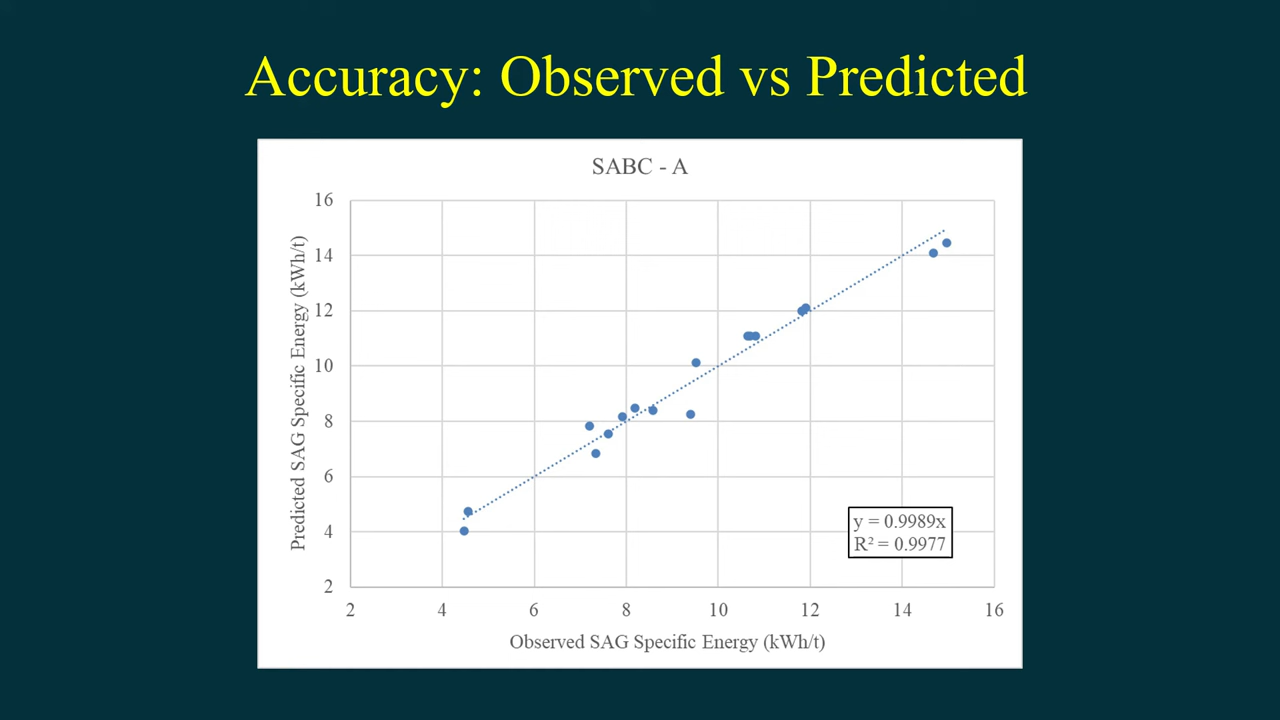 Accuracy: Observed vs Predicted
SABC - A
Predicted SAG Specific Energy (kWh/t)
16
14
12
10
8
6
4
2
y = 0.9989x
R² = 0.9977
2 4 6 8 10 12 14 16
Observed SAG Specific Energy (kWh/t)